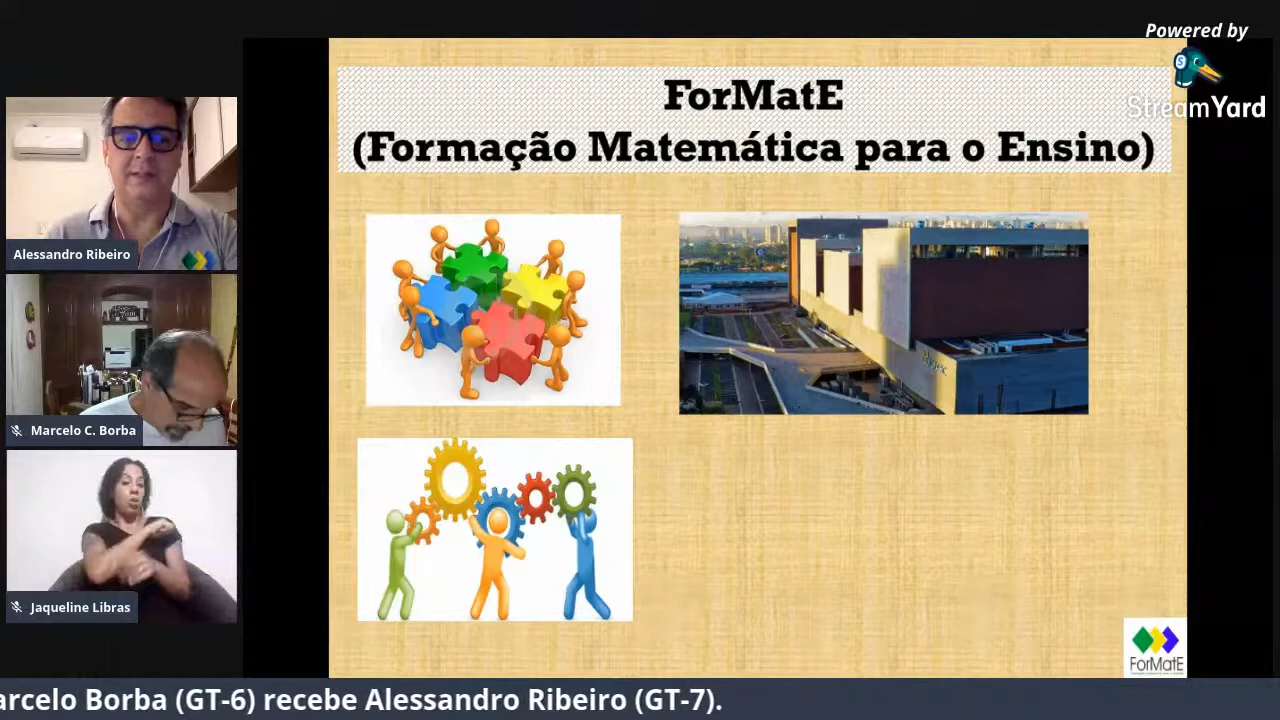 Powered by
StreamYard
ForMatE
(Formação Matemática para o Ensino)
Alessandro Ribeiro
Marcelo C. Borba
Jaqueline Libras
ForMatE
arcelo Borba (GT-6) recebe Alessandro Ribeiro (GT-7).